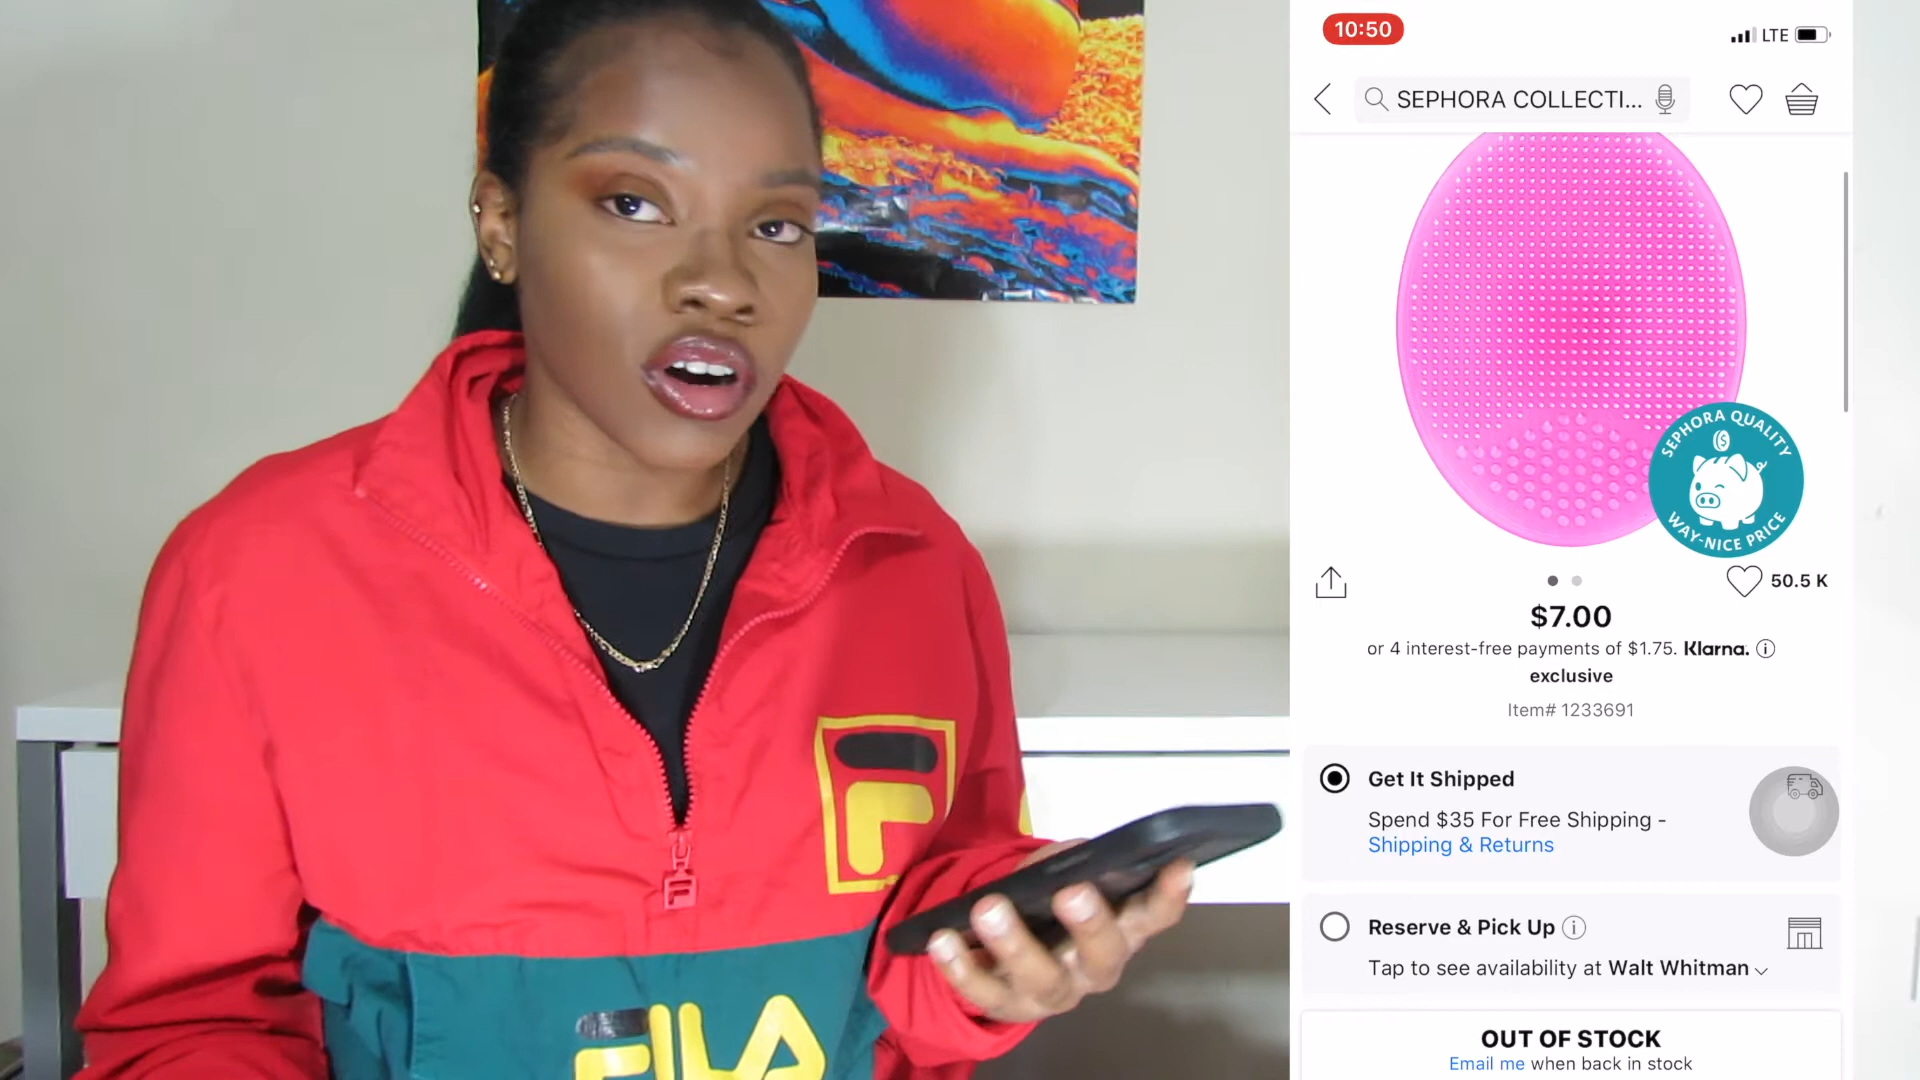 FILA
10:50
LTE
SEPHORA COLLECTI...
SEPHORA QUALITY
WAY-NICE PRICE
50.5 K
$7.00
or 4 interest-free payments of $1.75. Klarna.
exclusive
Item# 1233691
Get It Shipped
Spend $35 For Free Shipping -
Shipping & Returns
Reserve & Pick Up
Tap to see availability at Walt Whitman
OUT OF STOCK
Email me when back in stock